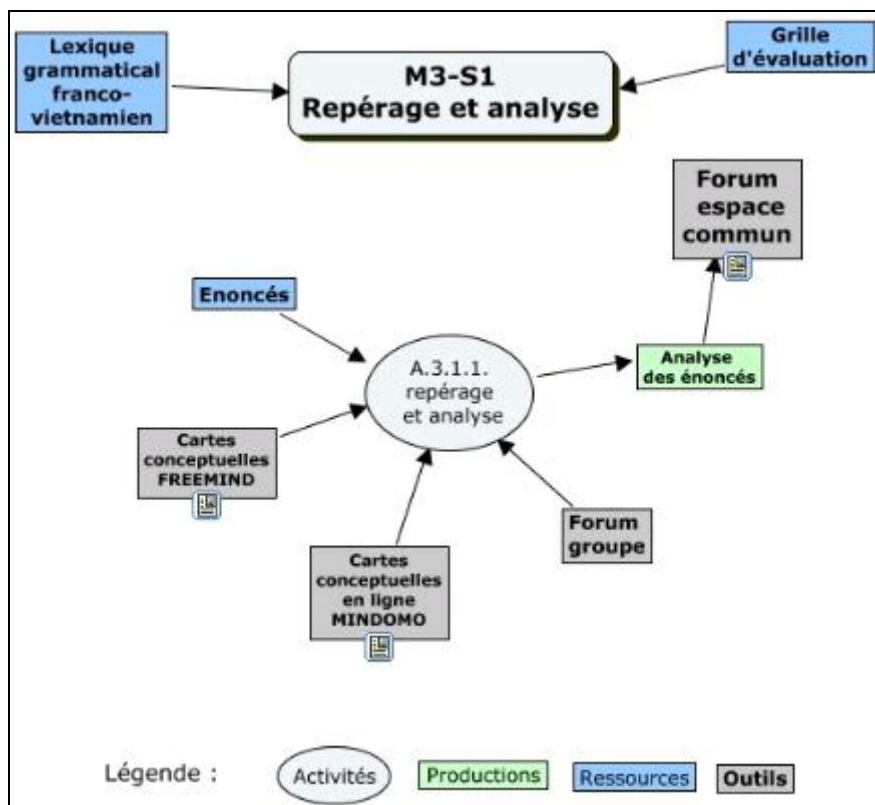 Lexique
grammatical
franco-
vietnamien
M3-S1
Repérage et analyse
Grille
d'évaluation
Forum
espace
commun
Enoncés
A.3.1.1.
repérage
et analyse
Analyse
des énoncés
Cartes
conceptuelles
FREEMIND
Cartes
conceptuelles
en ligne
MINDOMO
Forum
groupe
Légende :
Activités
Productions
Ressources
Outils